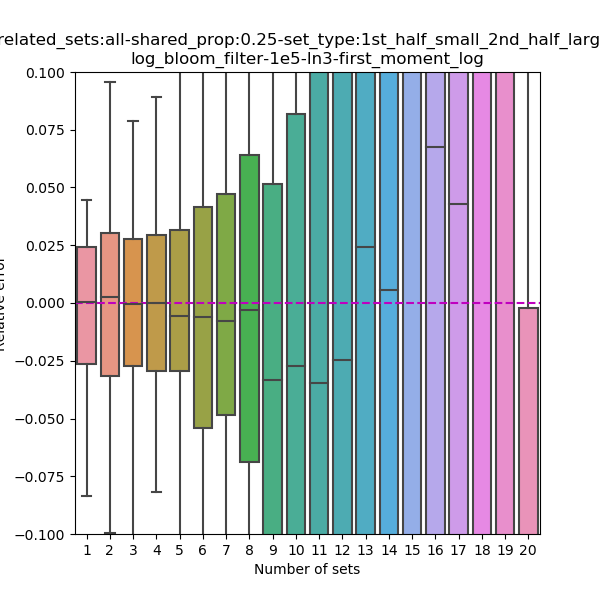 related_sets:all-shared_prop:0.25-set_type:1st_half_small_2nd_half_larg
log_bloom_filter-1e5-ln3-first_moment_log
0.100
0.075
0.050
0.025
0.000
−0.025
−0.050
−0.075
−0.100
Relative error
1 2 3 4 5 6 7 8 9 10 11 12 13 14 15 16 17 18 19 20
Number of sets